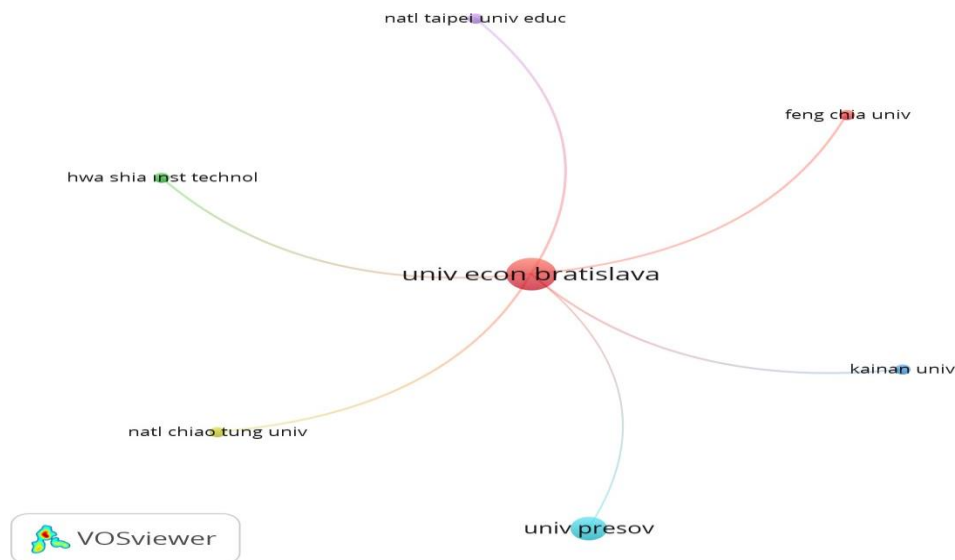 natl taipei univ educ
feng chia univ
hwa shia inst technol
univ econ bratislava
kainan univ
natl chiao tung univ
univ presov
VOSviewer